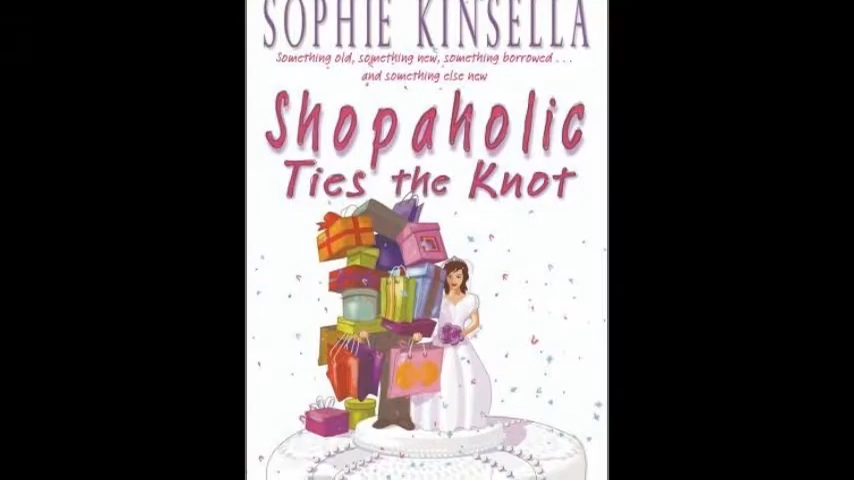 SOPHIE KINSELLA
Something old, something new, something borrowed . . .
and something else new
Shopaholic
Ties the Knot